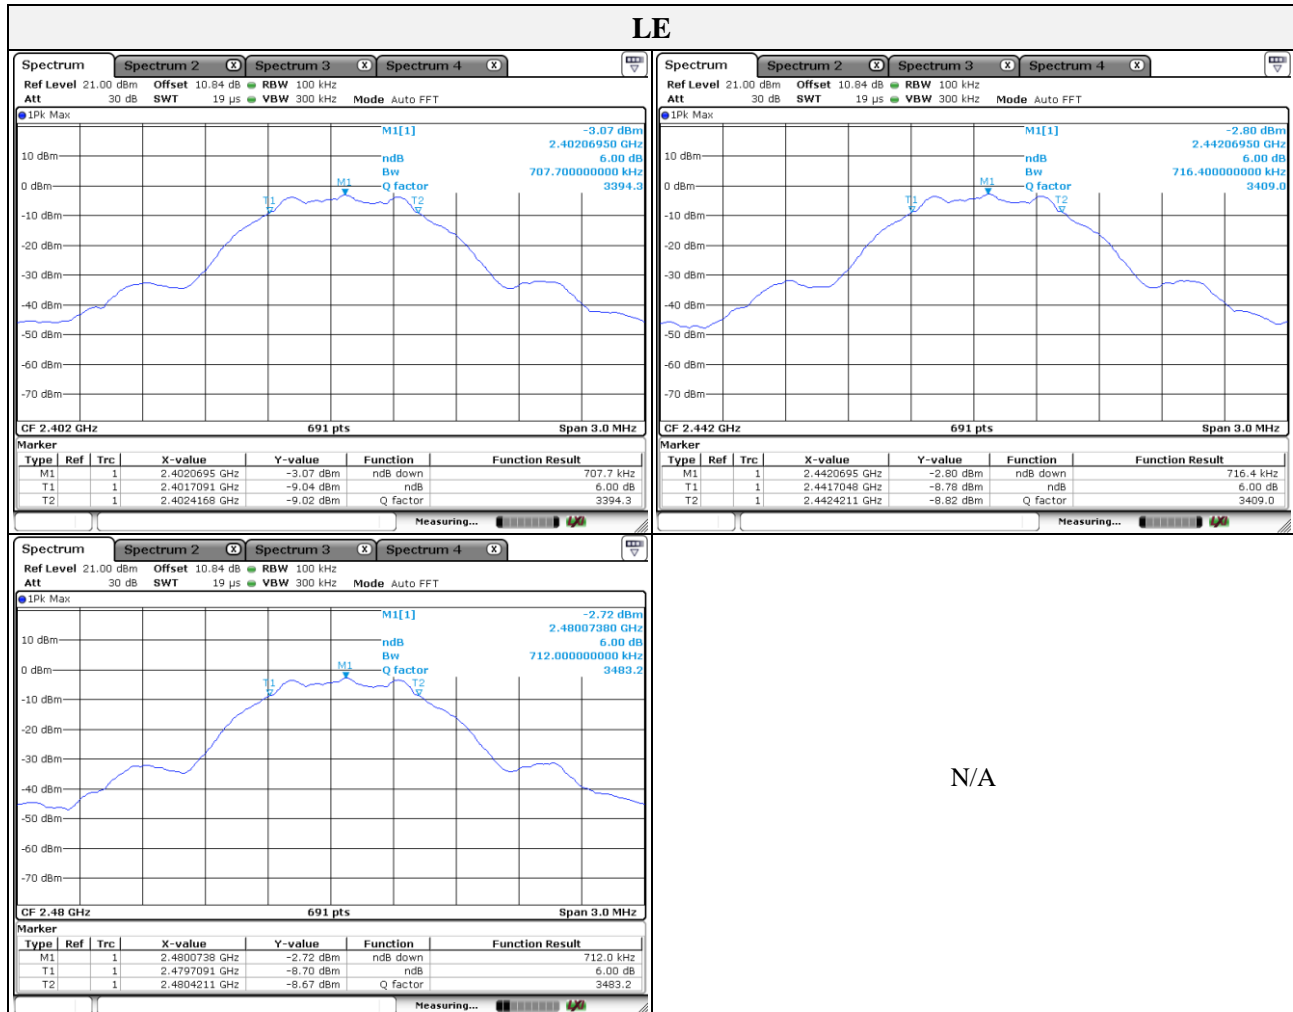 LE
Spectrum Spectrum 2 X Spectrum 3 X Spectrum 4 X
Ref Level 21.00 dBm Offset 10.84 dB RBW 100 kHz
Att 30 dB SWT 19 µs VBW 300 kHz Mode Auto FFT
1Pk Max
M1[1] -3.07 dBm
2.40206950 GHz
10 dBm ndB 6.00 dB
Bw 707.700000000 kHz
0 dBm M1 Q factor 3394.3
T1 T2
-10 dBm
-20 dBm
-30 dBm
-40 dBm
-50 dBm
-60 dBm
-70 dBm
CF 2.402 GHz 691 pts Span 3.0 MHz
Marker
Type Ref Trc X-value Y-value Function Function Result
M1 1 2.4020695 GHz -3.07 dBm ndB down 707.7 kHz
T1 1 2.4017091 GHz -9.04 dBm ndB 6.00 dB
T2 1 2.4024168 GHz -9.02 dBm Q factor 3394.3
Measuring... LXI
Spectrum Spectrum 2 X Spectrum 3 X Spectrum 4 X
Ref Level 21.00 dBm Offset 10.84 dB RBW 100 kHz
Att 30 dB SWT 19 µs VBW 300 kHz Mode Auto FFT
1Pk Max
M1[1] -2.80 dBm
2.44206950 GHz
10 dBm ndB 6.00 dB
Bw 716.400000000 kHz
0 dBm M1 Q factor 3409.0
T1 T2
-10 dBm
-20 dBm
-30 dBm
-40 dBm
-50 dBm
-60 dBm
-70 dBm
CF 2.442 GHz 691 pts Span 3.0 MHz
Marker
Type Ref Trc X-value Y-value Function Function Result
M1 1 2.4420695 GHz -2.80 dBm ndB down 716.4 kHz
T1 1 2.4417048 GHz -8.78 dBm ndB 6.00 dB
T2 1 2.4424211 GHz -8.82 dBm Q factor 3409.0
Measuring... LXI
Spectrum Spectrum 2 X Spectrum 3 X Spectrum 4 X
Ref Level 21.00 dBm Offset 10.84 dB RBW 100 kHz
Att 30 dB SWT 19 µs VBW 300 kHz Mode Auto FFT
1Pk Max
M1[1] -2.72 dBm
2.48007380 GHz
10 dBm ndB 6.00 dB
Bw 712.000000000 kHz
0 dBm M1 Q factor 3483.2
T1 T2
-10 dBm
-20 dBm
-30 dBm
-40 dBm
-50 dBm
-60 dBm
-70 dBm
CF 2.48 GHz 691 pts Span 3.0 MHz
Marker
Type Ref Trc X-value Y-value Function Function Result
M1 1 2.4800738 GHz -2.72 dBm ndB down 712.0 kHz
T1 1 2.4797091 GHz -8.70 dBm ndB 6.00 dB
T2 1 2.4804211 GHz -8.67 dBm Q factor 3483.2
Measuring... LXI
N/A